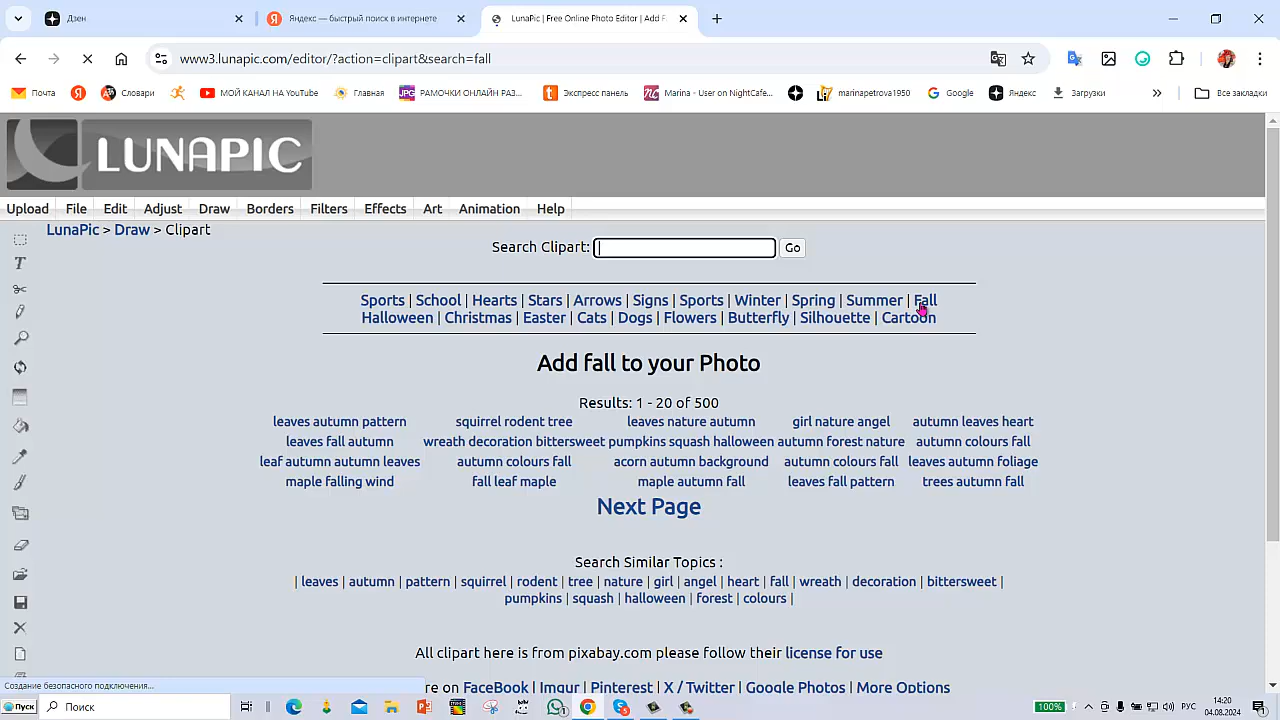 Дзен
Яндекс — быстрый поиск в интернете
LunaPic | Free Online Photo Editor | Add F
www3.lunapic.com/editor/?action=clipart&search=fall
Почта
Словари
МОЙ КАНАЛ НА YouTube
Главная
РАМОЧКИ ОНЛАЙН РАЗ...
Экспресс панель
Marina - User on NightCafe...
marinapetrova1950
Google
Яндекс
Загрузки
Все закладки
LUNAPIC
Upload File Edit Adjust Draw Borders Filters Effects Art Animation Help
LunaPic > Draw > Clipart
Search Clipart: Go
Sports | School | Hearts | Stars | Arrows | Signs | Sports | Winter | Spring | Summer | Fall
Halloween | Christmas | Easter | Cats | Dogs | Flowers | Butterfly | Silhouette | Cartoon
Add fall to your Photo
Results: 1 - 20 of 500
leaves autumn pattern squirrel rodent tree leaves nature autumn girl nature angel autumn leaves heart
leaves fall autumn wreath decoration bittersweet pumpkins squash halloween autumn forest nature autumn colours fall
leaf autumn autumn leaves autumn colours fall acorn autumn background autumn colours fall leaves autumn foliage
maple falling wind fall leaf maple maple autumn fall leaves fall pattern trees autumn fall
Next Page
Search Similar Topics :
| leaves | autumn | pattern | squirrel | rodent | tree | nature | girl | angel | heart | fall | wreath | decoration | bittersweet |
pumpkins | squash | halloween | forest | colours |
All clipart here is from pixabay.com please follow their license for use
re on FaceBook | Imgur | Pinterest | X / Twitter | Google Photos | More Options
Создание безопасного подключения...
Пуск
Поиск
100%
РУС
14:20
04.08.2024